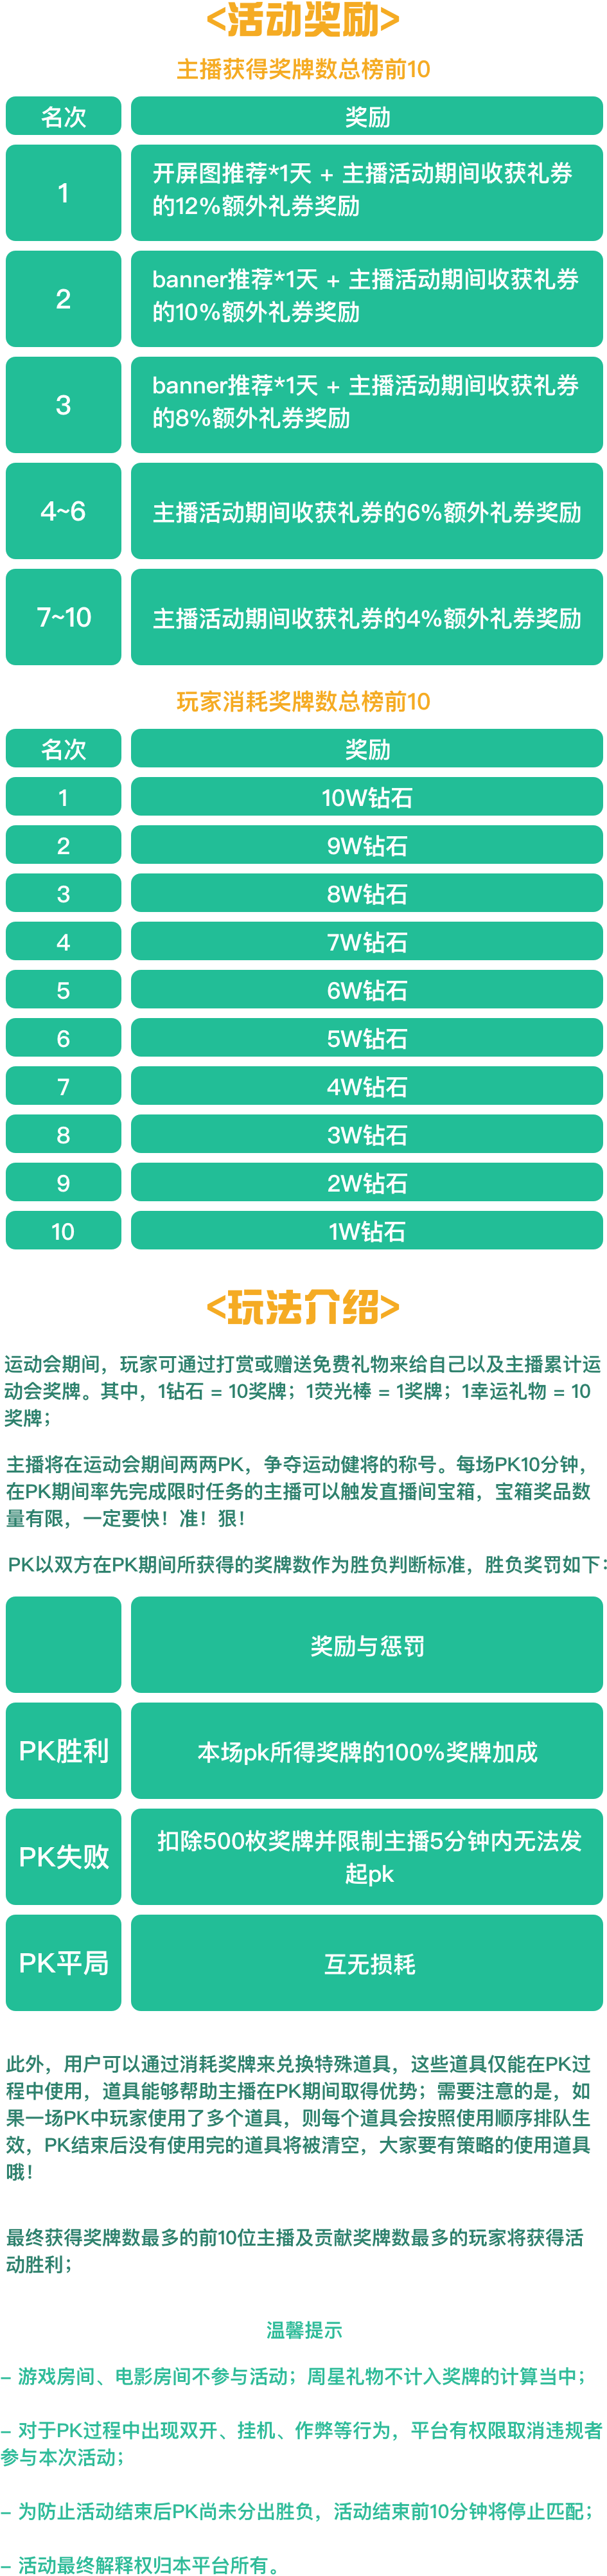 <活动奖励>
主播获得奖牌数总榜前10
名次 奖励
1 开屏图推荐*1天 + 主播活动期间收获礼券
的12%额外礼券奖励
2 banner推荐*1天 + 主播活动期间收获礼券
的10%额外礼券奖励
3 banner推荐*1天 + 主播活动期间收获礼券
的8%额外礼券奖励
4~6 主播活动期间收获礼券的6%额外礼券奖励
7~10 主播活动期间收获礼券的4%额外礼券奖励
玩家消耗奖牌数总榜前10
名次 奖励
1 10W钻石
2 9W钻石
3 8W钻石
4 7W钻石
5 6W钻石
6 5W钻石
7 4W钻石
8 3W钻石
9 2W钻石
10 1W钻石
<玩法介绍>
运动会期间，玩家可通过打赏或赠送免费礼物来给自己以及主播累计运
动会奖牌。其中，1钻石 = 10奖牌；1荧光棒 = 1奖牌；1幸运礼物 = 10
奖牌；
主播将在运动会期间两两PK，争夺运动健将的称号。每场PK10分钟，
在PK期间率先完成限时任务的主播可以触发直播间宝箱，宝箱奖品数
量有限，一定要快！准！狠！
PK以双方在PK期间所获得的奖牌数作为胜负判断标准，胜负奖罚如下：
奖励与惩罚
PK胜利 本场pk所得奖牌的100%奖牌加成
PK失败 扣除500枚奖牌并限制主播5分钟内无法发
起pk
PK平局 互无损耗
此外，用户可以通过消耗奖牌来兑换特殊道具，这些道具仅能在PK过
程中使用，道具能够帮助主播在PK期间取得优势；需要注意的是，如
果一场PK中玩家使用了多个道具，则每个道具会按照使用顺序排队生
效，PK结束后没有使用完的道具将被清空，大家要有策略的使用道具
哦！
最终获得奖牌数最多的前10位主播及贡献奖牌数最多的玩家将获得活
动胜利；
温馨提示
– 游戏房间、电影房间不参与活动；周星礼物不计入奖牌的计算当中；
– 对于PK过程中出现双开、挂机、作弊等行为，平台有权限取消违规者
参与本次活动；
– 为防止活动结束后PK尚未分出胜负，活动结束前10分钟将停止匹配；
– 活动最终解释权归本平台所有。